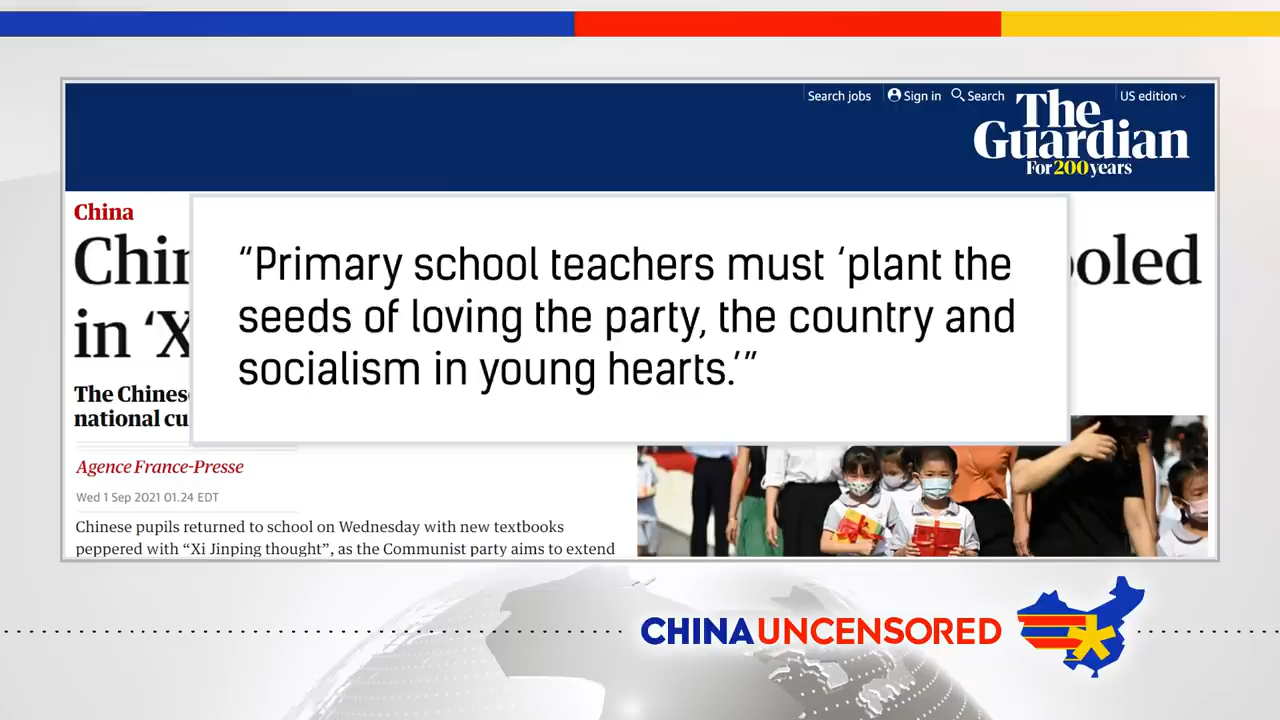 Search jobs
Sign in
Search
US edition
The
Guardian
For 200 years
China
“Primary school teachers must ‘plant the
seeds of loving the party, the country and
socialism in young hearts.’”
in ‘X
The Chinese
national cu
Agence France-Presse
Wed 1 Sep 2021 01.24 EDT
Chinese pupils returned to school on Wednesday with new textbooks
peppered with “Xi Jinping thought”, as the Communist party aims to extend
CHINA UNCENSORED